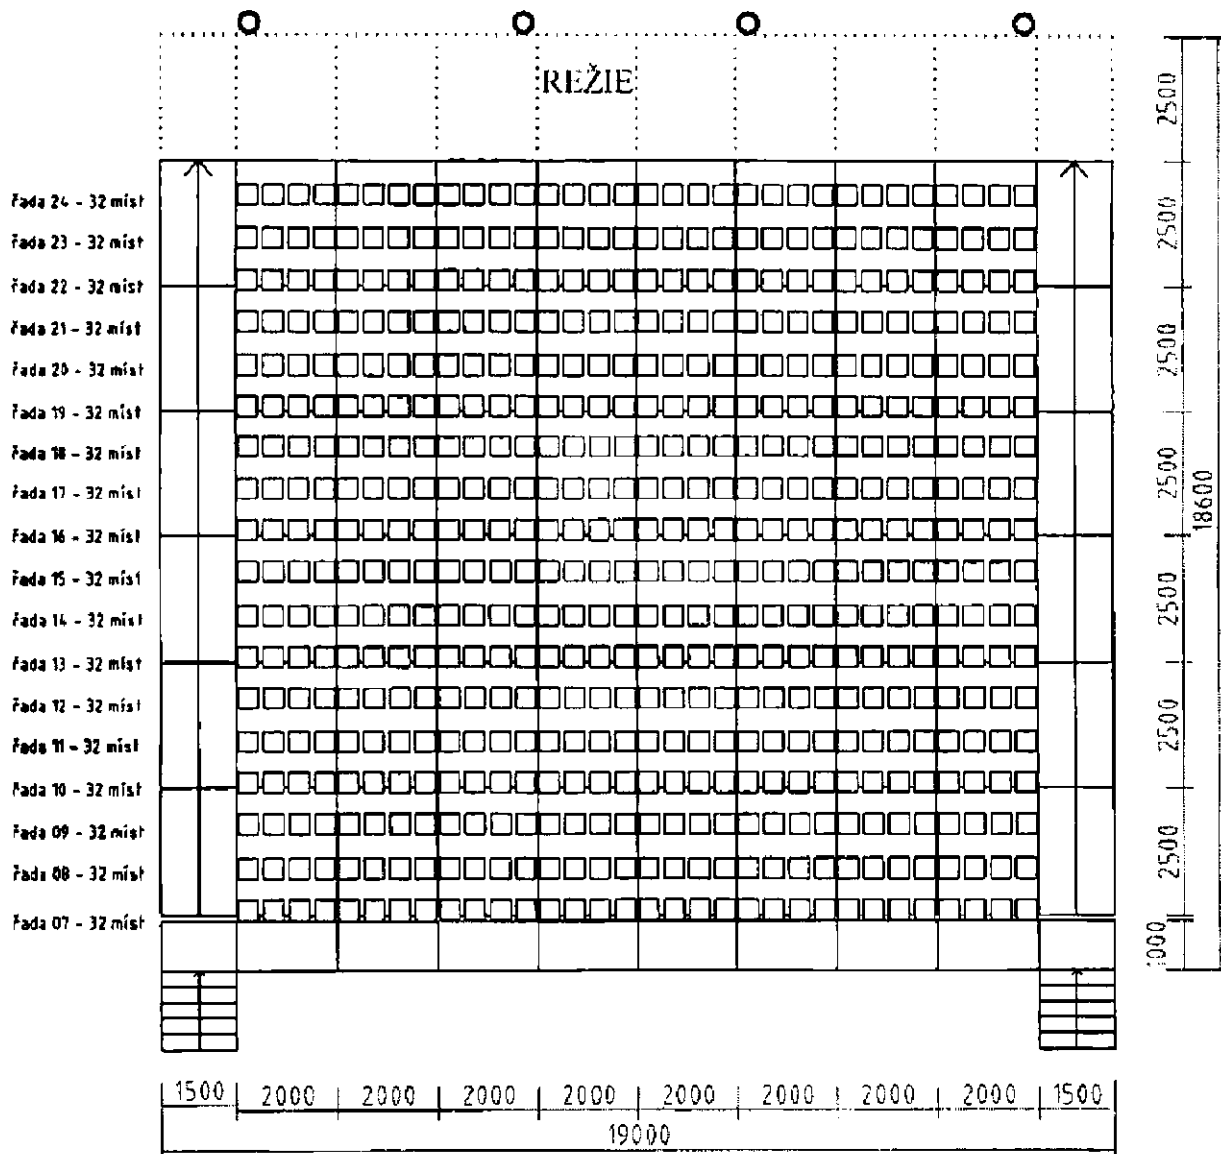 REŽIE
řada 24 - 32 míst
řada 23 - 32 míst
řada 22 - 32 míst
řada 21 - 32 míst
řada 20 - 32 míst
řada 19 - 32 míst
řada 18 - 32 míst
řada 17 - 32 míst
řada 16 - 32 míst
řada 15 - 32 míst
řada 14 - 32 míst
řada 13 - 32 míst
řada 12 - 32 míst
řada 11 - 32 míst
řada 10 - 32 míst
řada 09 - 32 míst
řada 08 - 32 míst
řada 07 - 32 míst
2500
2500
2500
2500
2500
2500
2500
1000
18600
1500 2000 2000 2000 2000 2000 2000 2000 2000 1500
19000